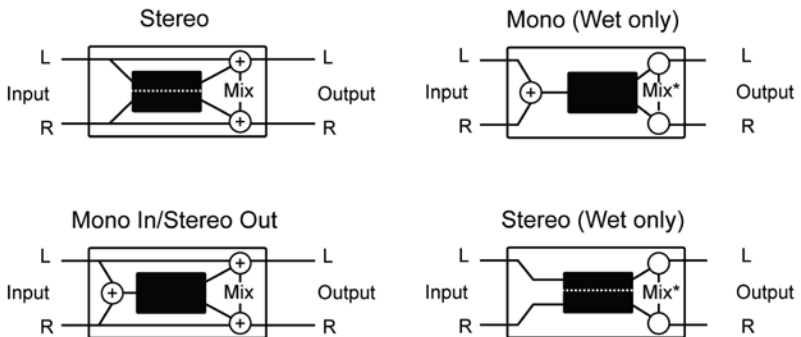 Stereo
L
L
Input
Mix
Output
R
R
Mono (Wet only)
L
L
Input
Mix*
Output
R
R
Mono In/Stereo Out
L
L
Input
Mix
Output
R
R
Stereo (Wet only)
L
L
Input
Mix*
Output
R
R